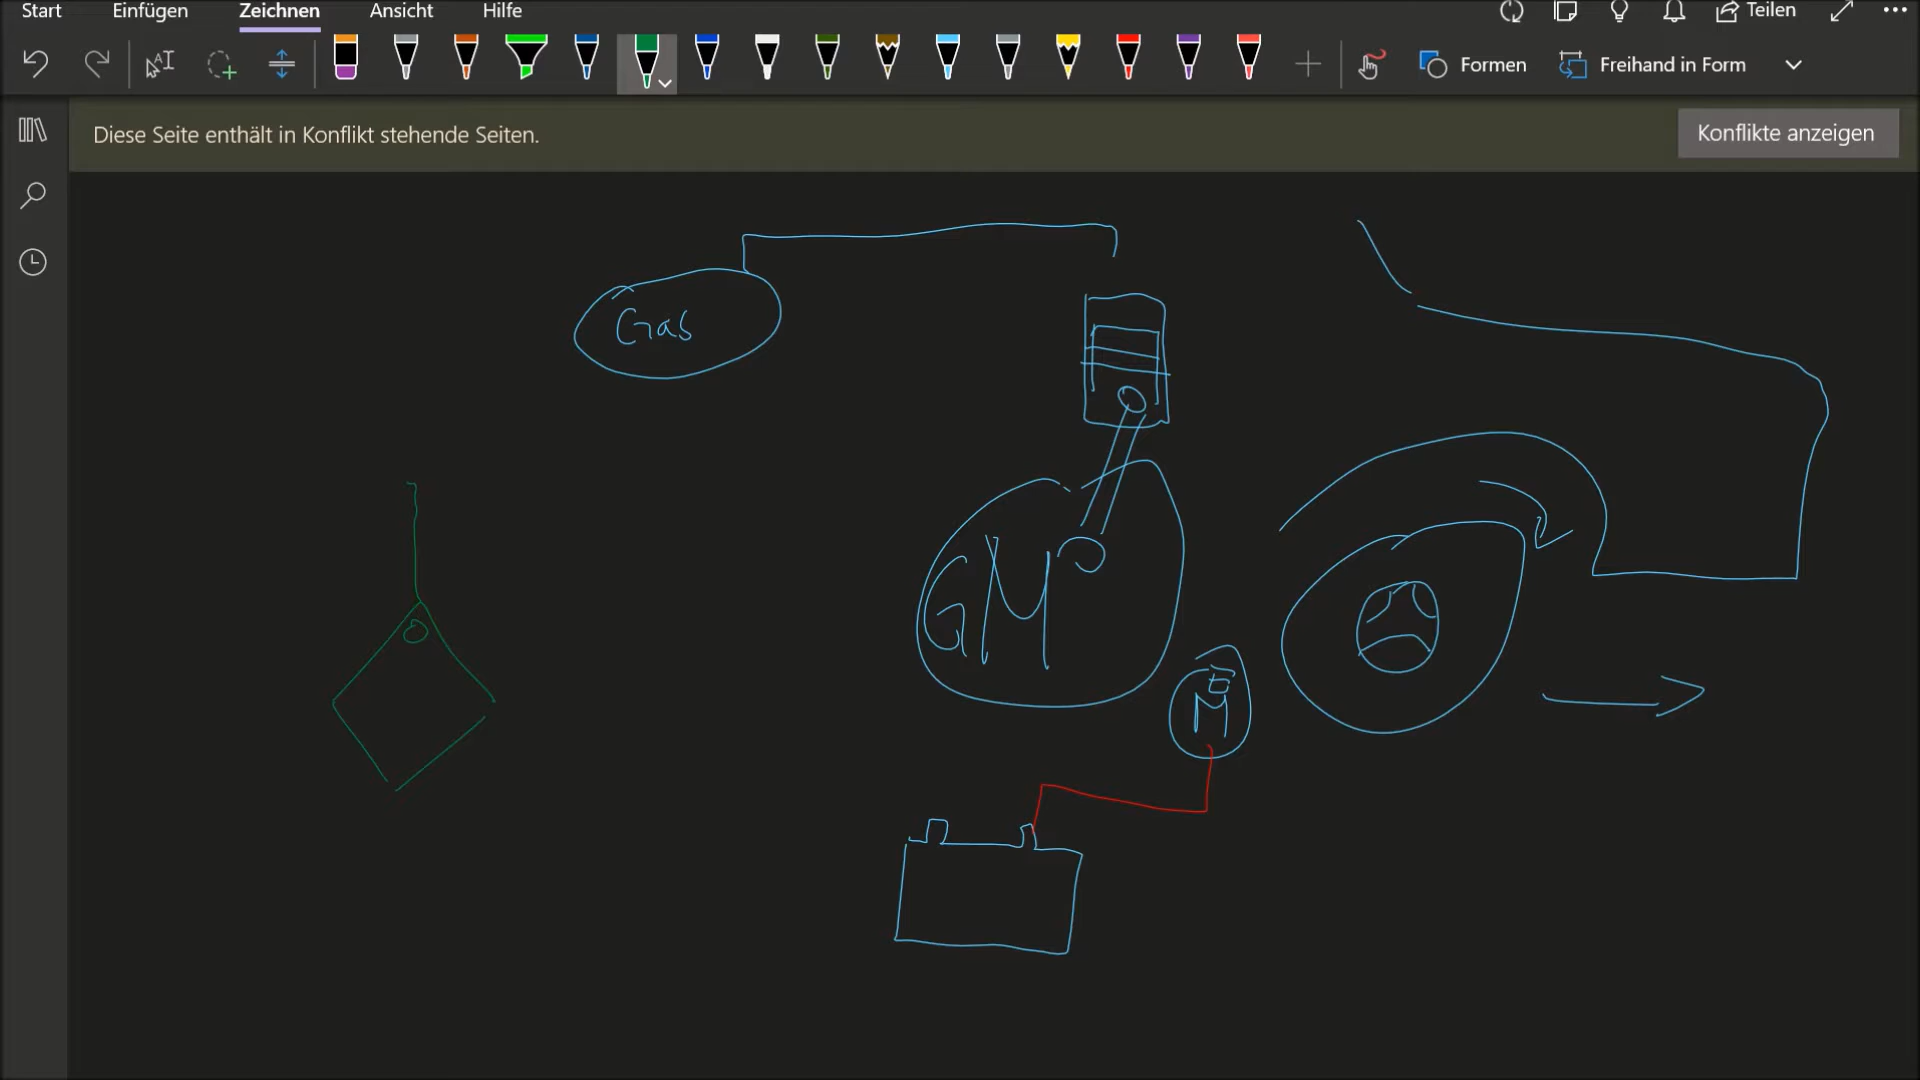 Start Einfügen Zeichnen Ansicht Hilfe Teilen
Formen Freihand in Form
Diese Seite enthält in Konflikt stehende Seiten. Konflikte anzeigen
Gas
GM
M